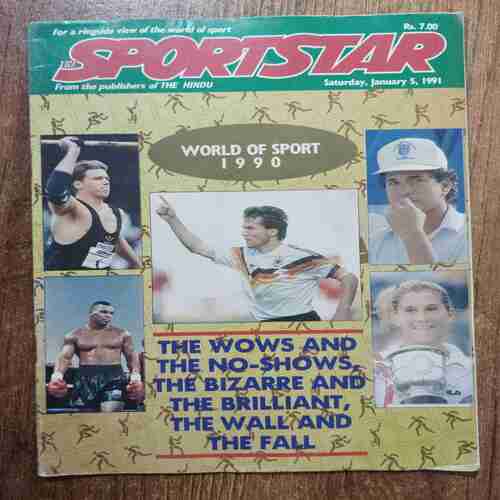 For a ringside view of the world of sport
Rs. 7.00
THE SPORTSTAR
From the publishers of THE HINDU
Saturday, January 5, 1991
WORLD OF SPORT
1990
THE WOWS AND
THE NO-SHOWS,
THE BIZARRE AND
THE BRILLIANT,
THE WALL AND
THE FALL
FILA